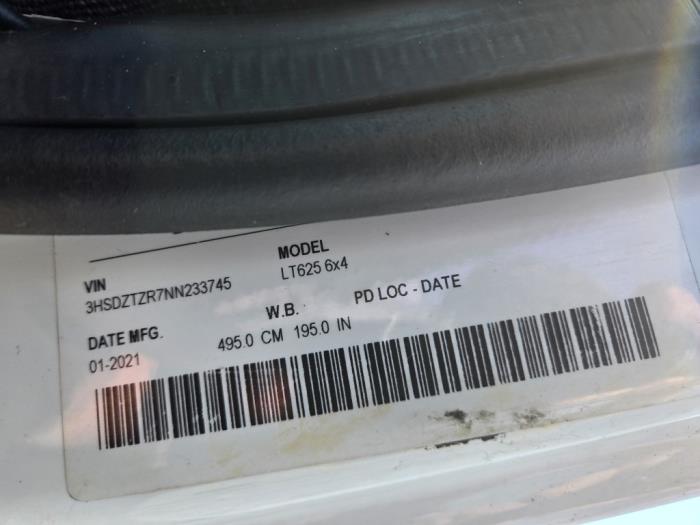 VIN MODEL
3HSDZTZR7NN233745 LT625 6x4
DATE MFG. W.B. PD LOC - DATE
01-2021 495.0 CM 195.0 IN